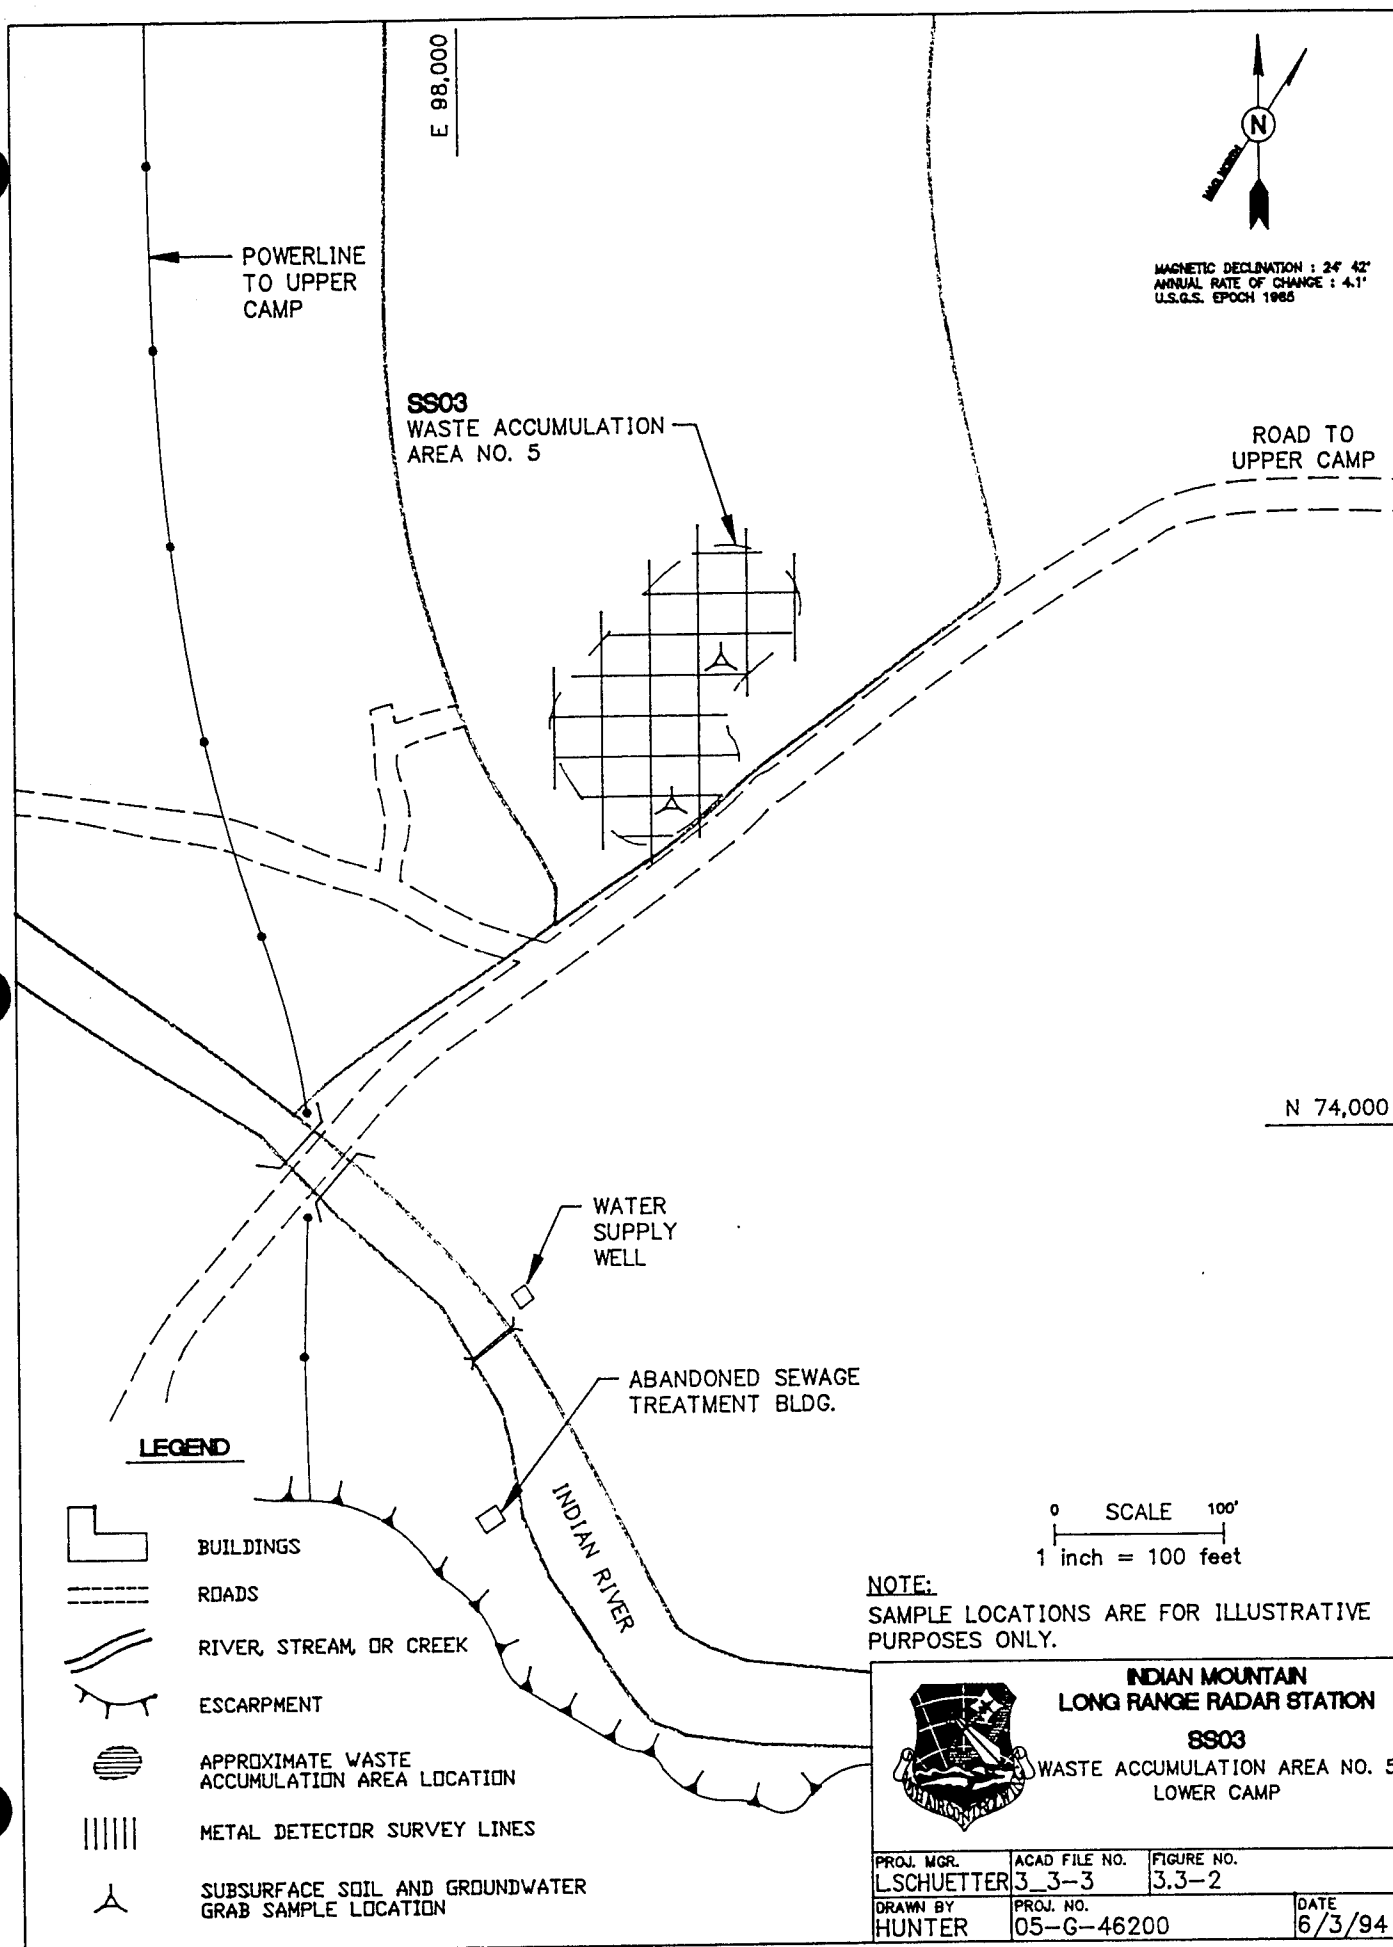 E 98,000
N
MAG NORTH
MAGNETIC DECLINATION : 24° 42'
ANNUAL RATE OF CHANGE : 4.1'
U.S.G.S. EPOCH 1985
POWERLINE
TO UPPER
CAMP
SS03
WASTE ACCUMULATION
AREA NO. 5
ROAD TO
UPPER CAMP
N 74,000
WATER
SUPPLY
WELL
ABANDONED SEWAGE
TREATMENT BLDG.
INDIAN RIVER
LEGEND
BUILDINGS
ROADS
RIVER, STREAM, OR CREEK
ESCARPMENT
APPROXIMATE WASTE
ACCUMULATION AREA LOCATION
METAL DETECTOR SURVEY LINES
SUBSURFACE SOIL AND GROUNDWATER
GRAB SAMPLE LOCATION
0 SCALE 100'
1 inch = 100 feet
NOTE:
SAMPLE LOCATIONS ARE FOR ILLUSTRATIVE
PURPOSES ONLY.
INDIAN MOUNTAIN
LONG RANGE RADAR STATION
SS03
WASTE ACCUMULATION AREA NO. 5
LOWER CAMP
PROJ. MGR. ACAD FILE NO. FIGURE NO.
L.SCHUETTER 3_3-3 3.3-2
DRAWN BY PROJ. NO. DATE
HUNTER 05-G-46200 6/3/94